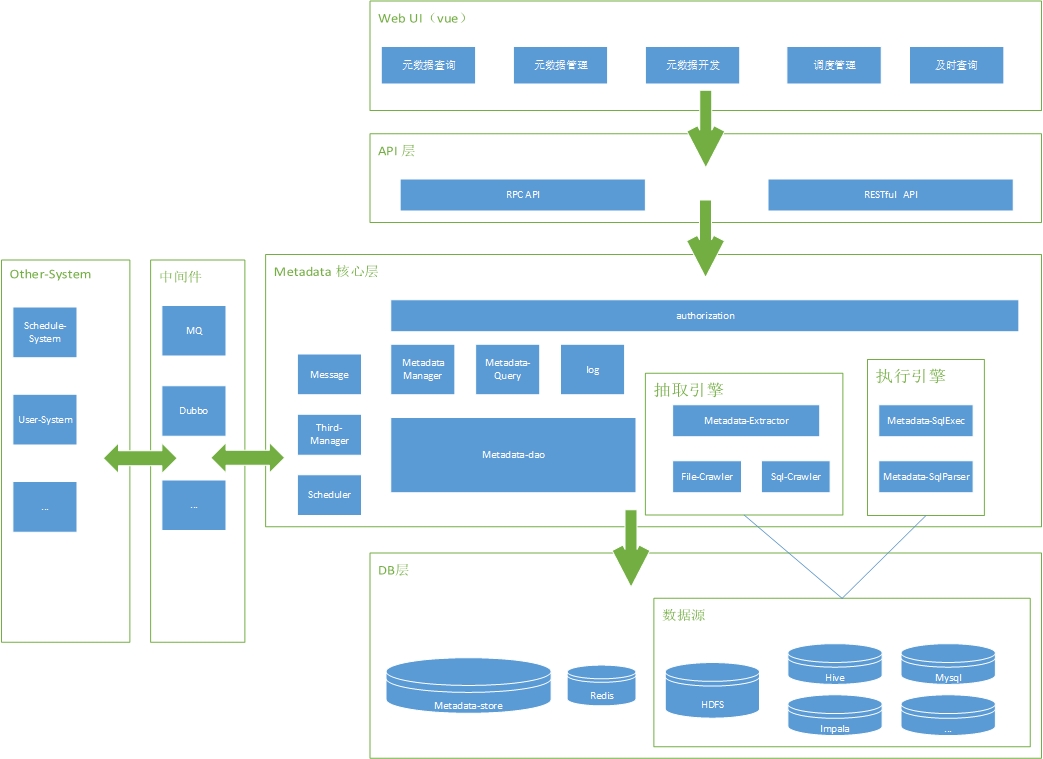 Web UI（vue）
元数据查询
元数据管理
元数据开发
调度管理
及时查询
API 层
RPC API
RESTful API
Other-System
Schedule-
System
User-System
...
中间件
MQ
Dubbo
...
Metadata 核心层
authorization
Message
Third-
Manager
Scheduler
Metadata
Manager
Metadata-
Query
log
Metadata-dao
抽取引擎
Metadata-Extractor
File-Crawler
Sql-Crawler
执行引擎
Metadata-SqlExec
Metadata-SqlParser
DB层
Metadata-store
Redis
数据源
HDFS
Hive
Mysql
Impala
...